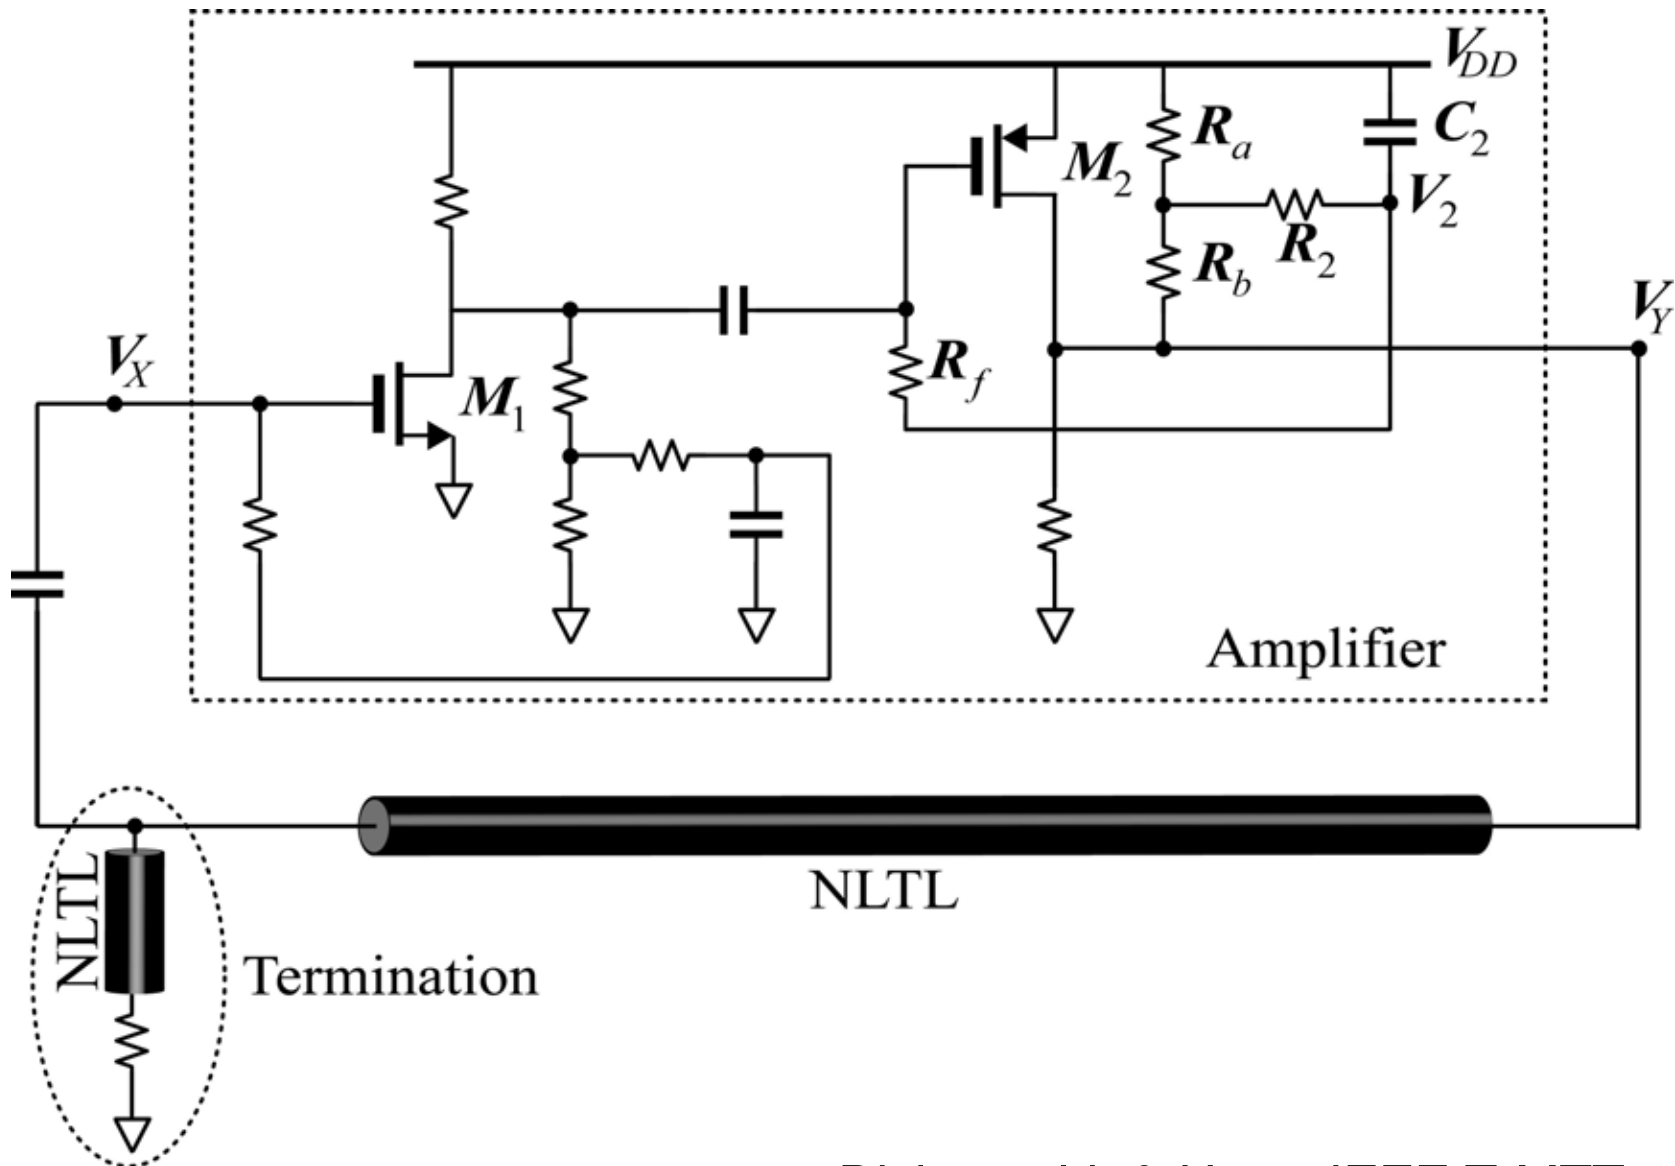 V_DD
C_2
R_a
M_2
V_2
R_2
R_b
V_Y
V_X
R_f
M_1
Amplifier
NLTL
NLTL
Termination